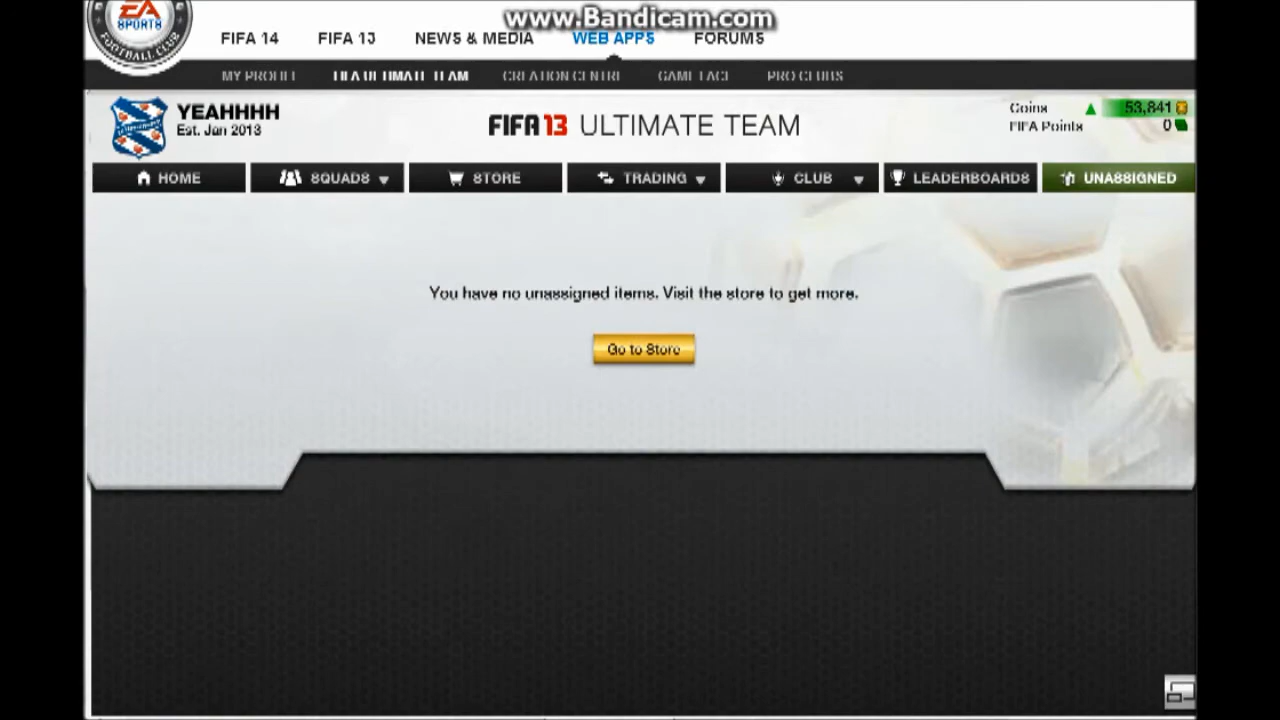 www.Bandicam.com
EA
SPORTS
FOOTBALL CLUB
FIFA 14 FIFA 13 NEWS & MEDIA WEB APPS FORUMS
MY PROFILE FIFA ULTIMATE TEAM CREATION CENTRE GAME FACE PRO CLUBS
YEAHHHH
Est. Jan 2013
FIFA 13 ULTIMATE TEAM
Coins 53,841
FIFA Points 0
HOME SQUADS STORE TRADING CLUB LEADERBOARDS UNASSIGNED
You have no unassigned items. Visit the store to get more.
Go to Store